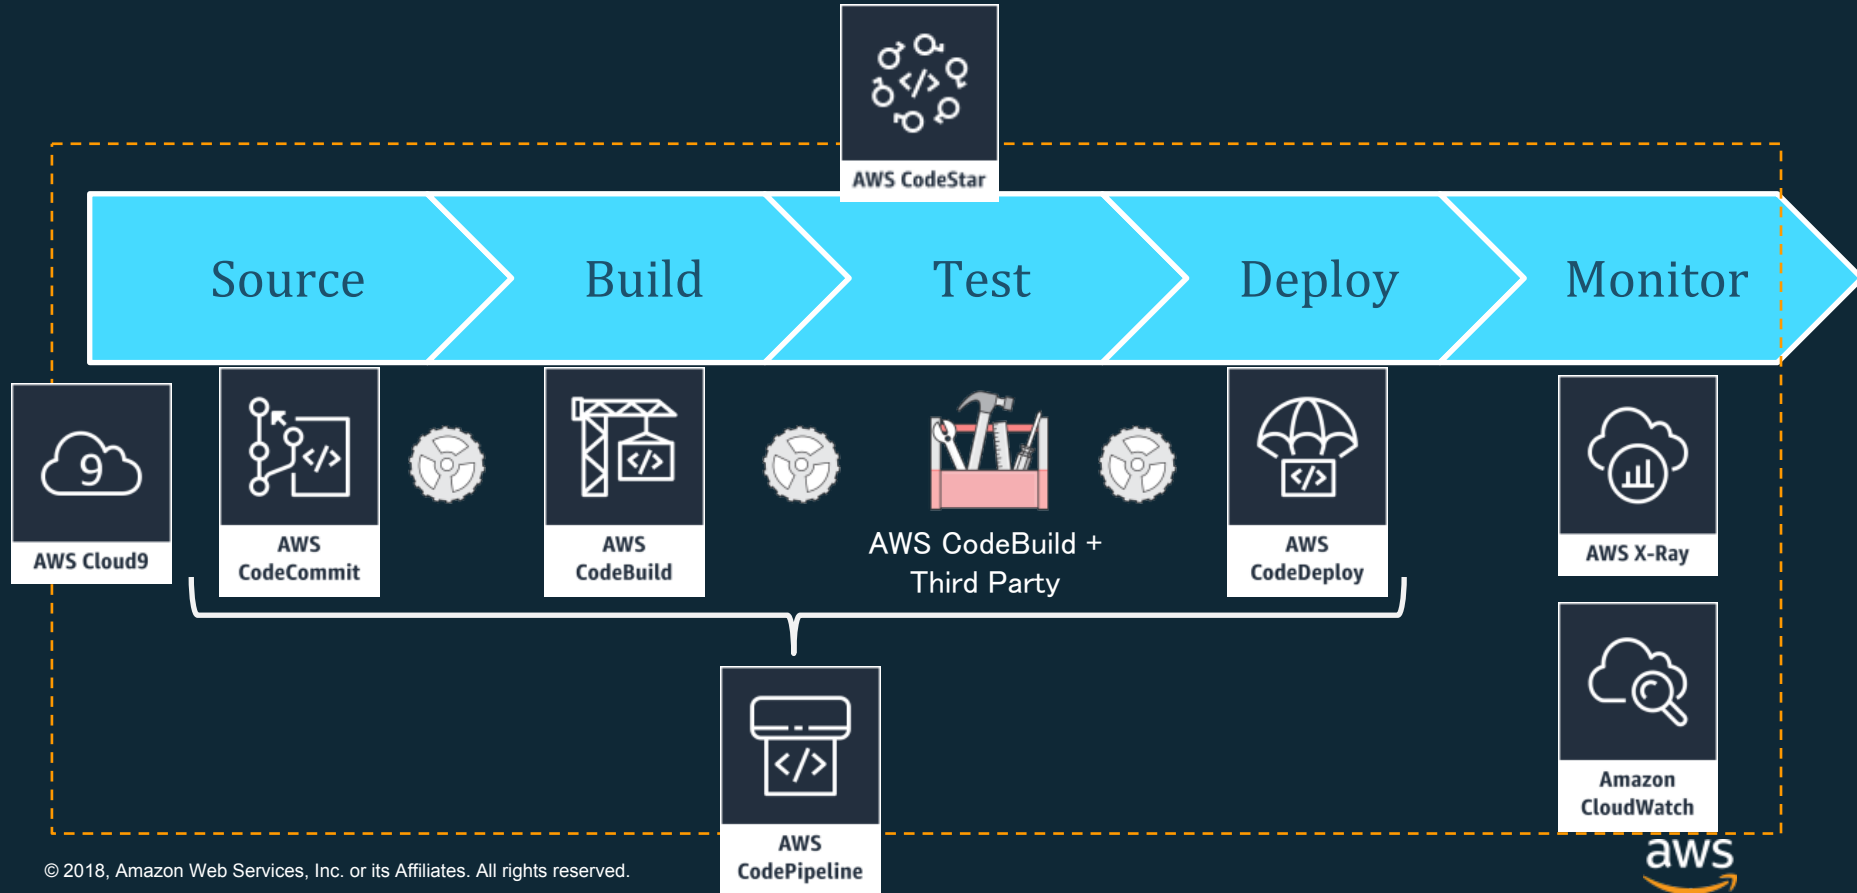 AWS CodeStar
Source
Build
Test
Deploy
Monitor
9
AWS Cloud9
</>
AWS
CodeCommit
</>
AWS
CodeBuild
AWS CodeBuild +
Third Party
</>
AWS
CodeDeploy
AWS X-Ray
Amazon
CloudWatch
</>
AWS
CodePipeline
</>
© 2018, Amazon Web Services, Inc. or its Affiliates. All rights reserved.
aws